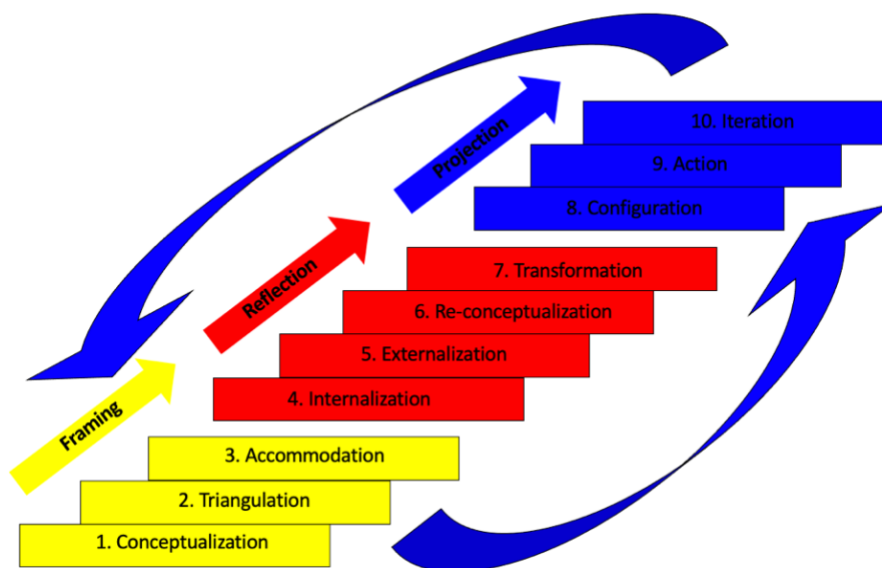 Projection
10. Iteration
9. Action
8. Configuration
Reflection
7. Transformation
6. Re-conceptualization
5. Externalization
4. Internalization
Framing
3. Accommodation
2. Triangulation
1. Conceptualization